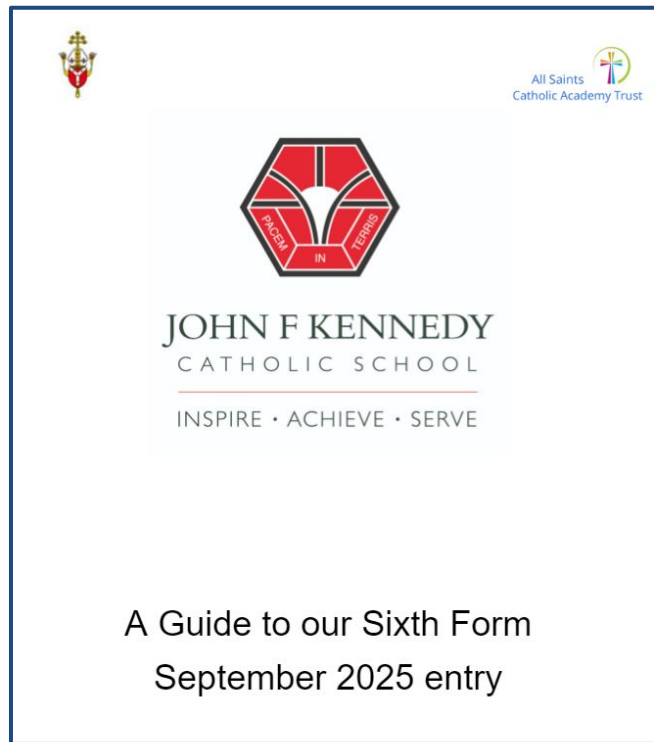 All Saints
Catholic Academy Trust
PACEM IN TERRIS
JOHN F KENNEDY
CATHOLIC SCHOOL
INSPIRE • ACHIEVE • SERVE
A Guide to our Sixth Form
September 2025 entry